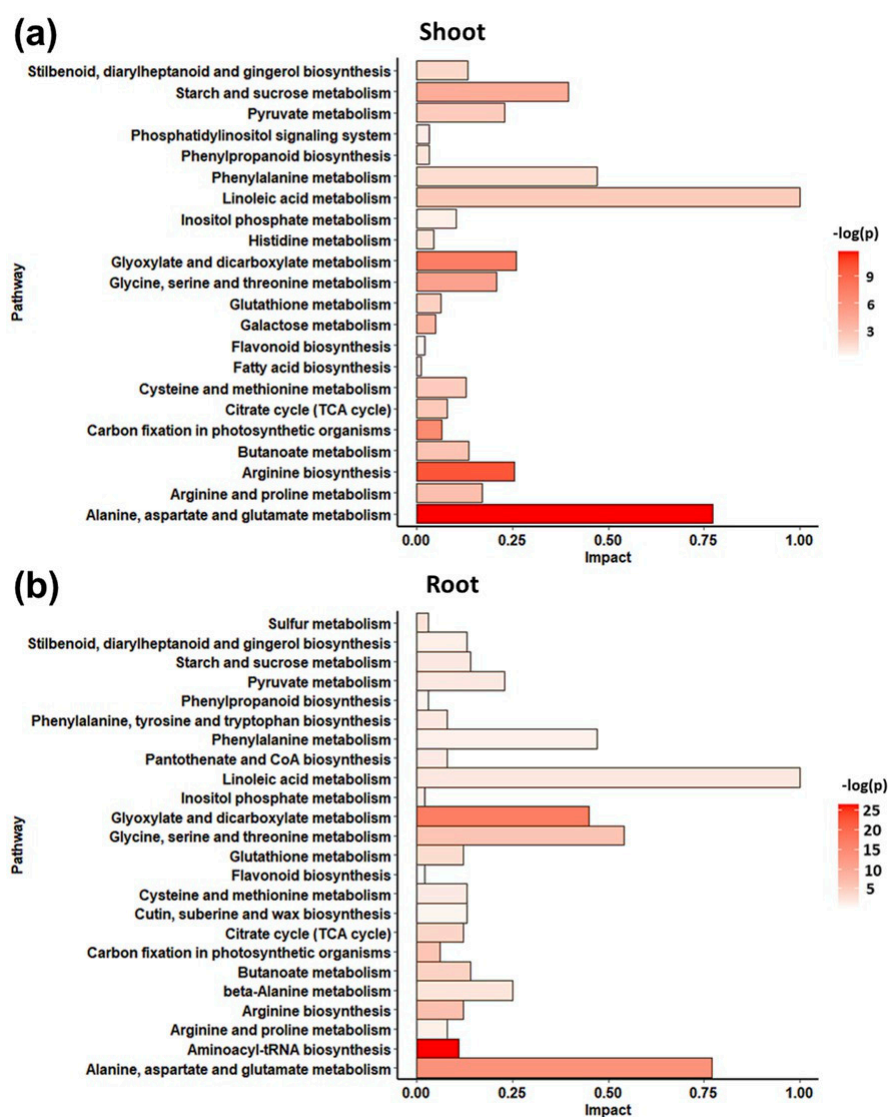 (a)
Shoot
Stilbenoid, diarylheptanoid and gingerol biosynthesis
Starch and sucrose metabolism
Pyruvate metabolism
Phosphatidylinositol signaling system
Phenylpropanoid biosynthesis
Phenylalanine metabolism
Linoleic acid metabolism
Inositol phosphate metabolism
Histidine metabolism
Glyoxylate and dicarboxylate metabolism
Glycine, serine and threonine metabolism
Glutathione metabolism
Galactose metabolism
Flavonoid biosynthesis
Fatty acid biosynthesis
Cysteine and methionine metabolism
Citrate cycle (TCA cycle)
Carbon fixation in photosynthetic organisms
Butanoate metabolism
Arginine biosynthesis
Arginine and proline metabolism
Alanine, aspartate and glutamate metabolism
Pathway
0.00 0.25 0.50 0.75 1.00
Impact
-log(p)
9
6
3
(b)
Root
Sulfur metabolism
Stilbenoid, diarylheptanoid and gingerol biosynthesis
Starch and sucrose metabolism
Pyruvate metabolism
Phenylpropanoid biosynthesis
Phenylalanine, tyrosine and tryptophan biosynthesis
Phenylalanine metabolism
Pantothenate and CoA biosynthesis
Linoleic acid metabolism
Inositol phosphate metabolism
Glyoxylate and dicarboxylate metabolism
Glycine, serine and threonine metabolism
Glutathione metabolism
Flavonoid biosynthesis
Cysteine and methionine metabolism
Cutin, suberine and wax biosynthesis
Citrate cycle (TCA cycle)
Carbon fixation in photosynthetic organisms
Butanoate metabolism
beta-Alanine metabolism
Arginine biosynthesis
Arginine and proline metabolism
Aminoacyl-tRNA biosynthesis
Alanine, aspartate and glutamate metabolism
Pathway
0.00 0.25 0.50 0.75 1.00
Impact
-log(p)
25
20
15
10
5